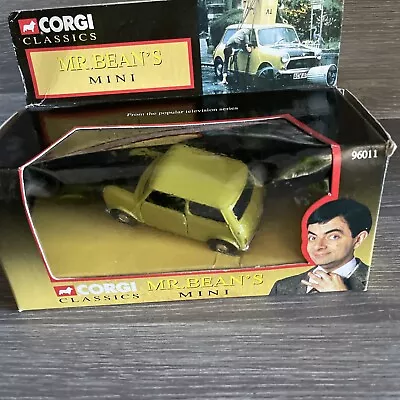 CORGI
CLASSICS
MR.BEAN'S
MINI
From the popular television series
96011
CORGI
CLASSICS
MR.BEAN'S
MINI